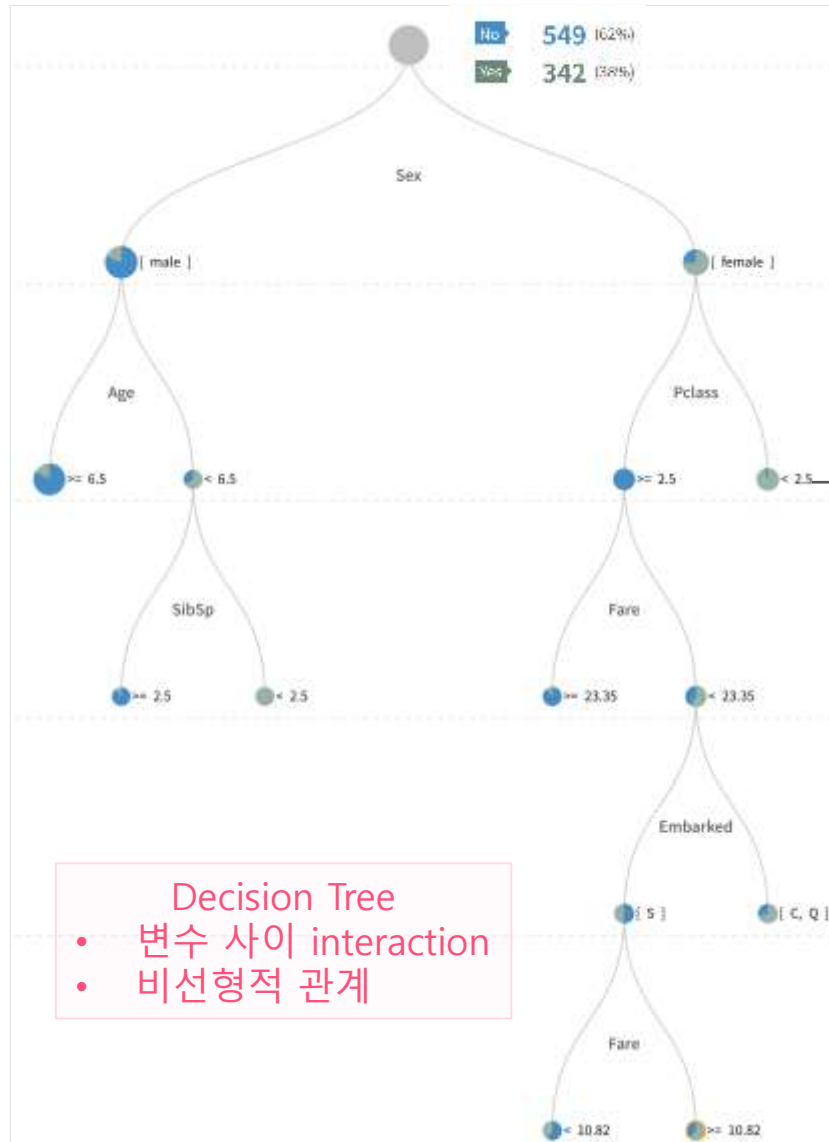 No 549 (62%)
Yes 342 (38%)
Sex
[ male ]
[ female ]
Age
Pclass
>= 6.5
< 6.5
>= 2.5
< 2.5
SibSp
Fare
>= 2.5
< 2.5
>= 23.35
< 23.35
Embarked
[ S ]
[ C, Q ]
Decision Tree
• 변수 사이 interaction
• 비선형적 관계
Fare
< 10.82
>= 10.82